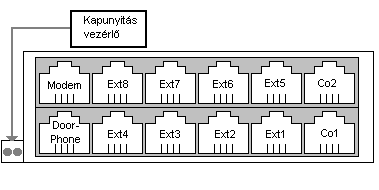 Kapunyitás
vezérlő
Modem Ext8 Ext7 Ext6 Ext5 Co2
Door-
Phone Ext4 Ext3 Ext2 Ext1 Co1